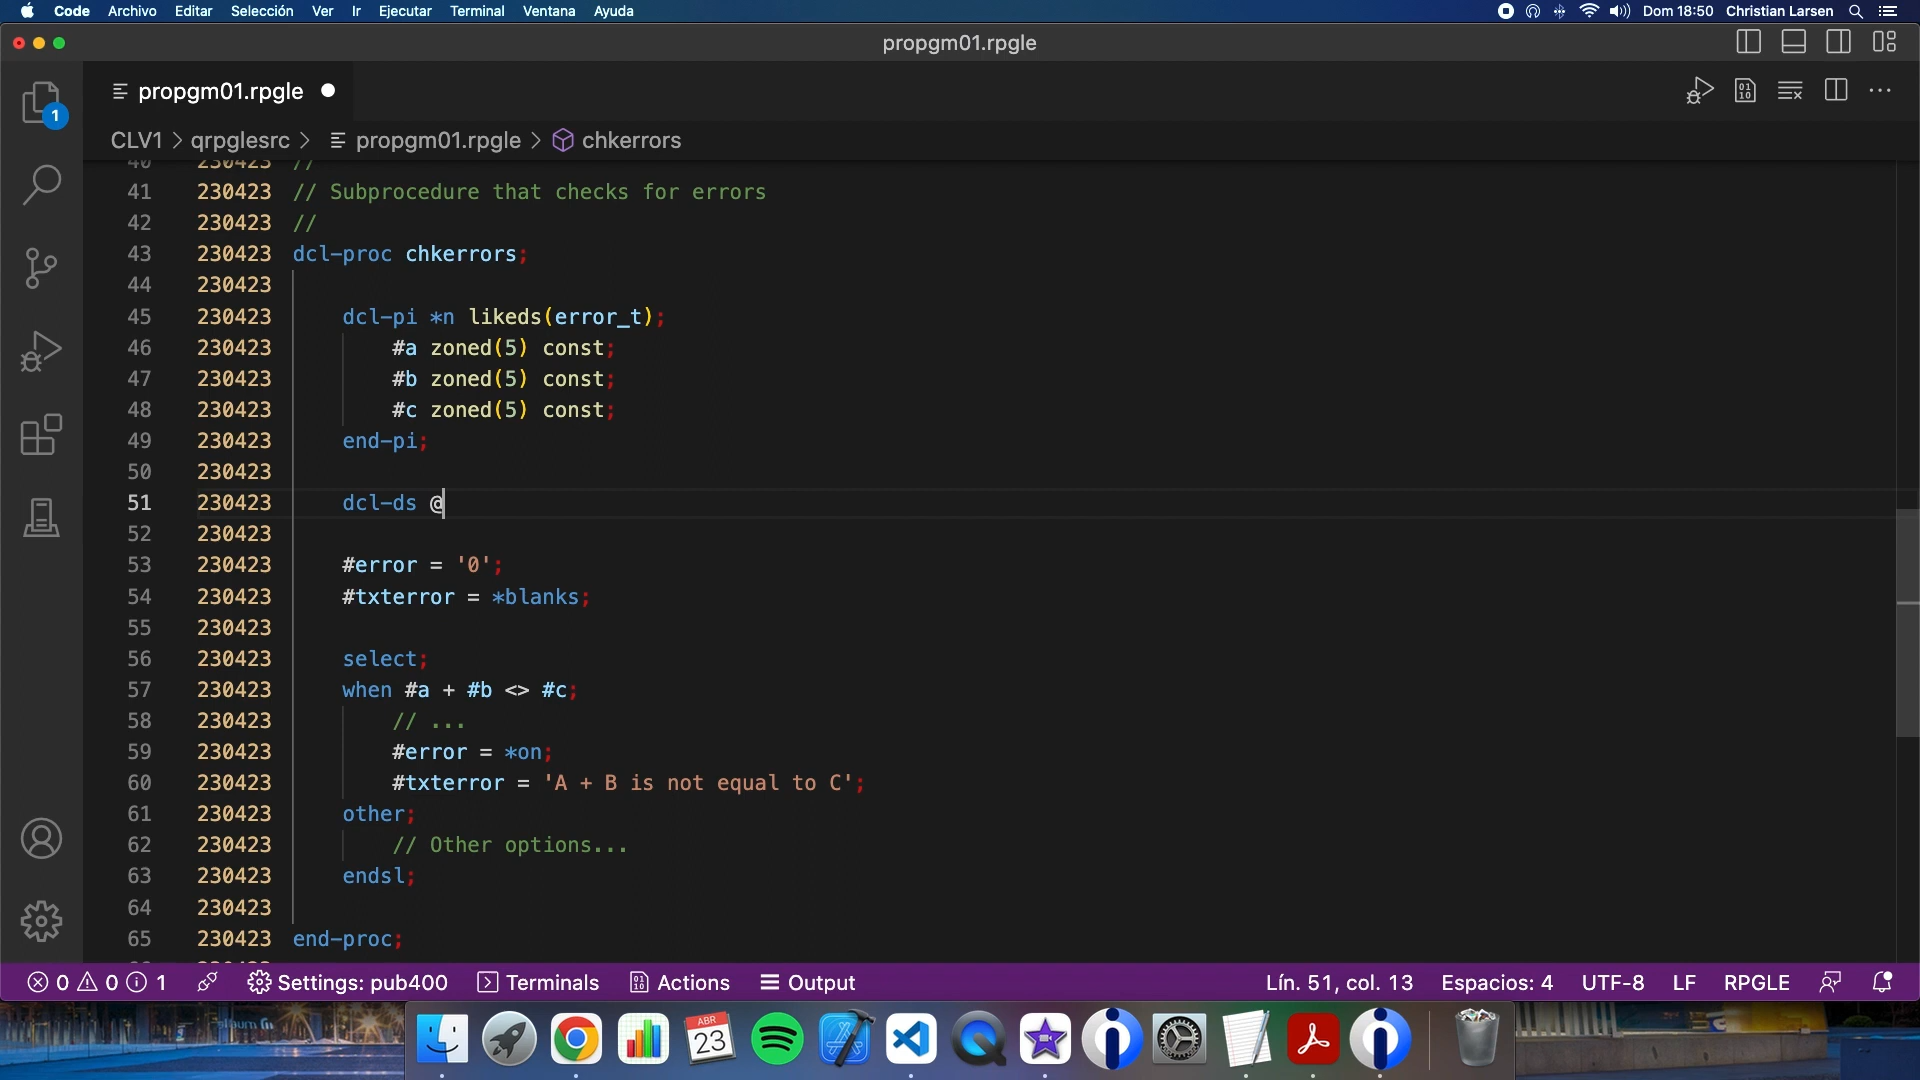 Code Archivo Editar Selección Ver Ir Ejecutar Terminal Ventana Ayuda Dom 18:50 Christian Larsen
propgm01.rpgle
propgm01.rpgle
1
CLV1 > qrpglesrc > propgm01.rpgle > chkerrors
40 230423 //
41 230423 // Subprocedure that checks for errors
42 230423 //
43 230423 dcl-proc chkerrors;
44 230423
45 230423 dcl-pi *n likeds(error_t);
46 230423 #a zoned(5) const;
47 230423 #b zoned(5) const;
48 230423 #c zoned(5) const;
49 230423 end-pi;
50 230423
51 230423 dcl-ds @
52 230423
53 230423 #error = '0';
54 230423 #txterror = *blanks;
55 230423
56 230423 select;
57 230423 when #a + #b <> #c;
58 230423 // ...
59 230423 #error = *on;
60 230423 #txterror = 'A + B is not equal to C';
61 230423 other;
62 230423 // Other options...
63 230423 endsl;
64 230423
65 230423 end-proc;
0 0 1 Settings: pub400 Terminals Actions Output Lín. 51, col. 13 Espacios: 4 UTF-8 LF RPGLE
ABR
23